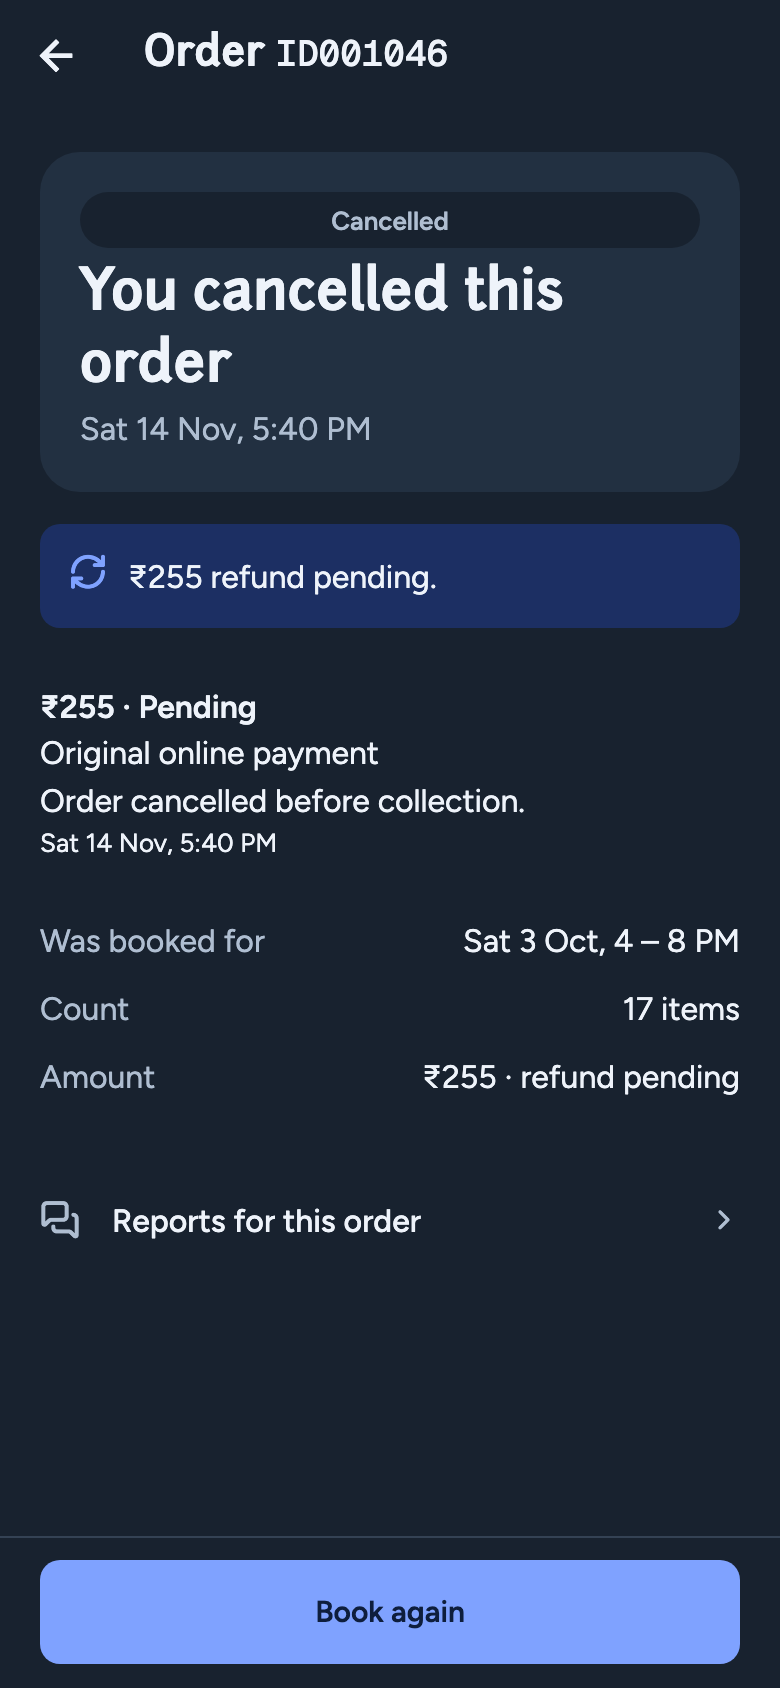 Order ID001046
Cancelled
You cancelled this
order
Sat 14 Nov, 5:40 PM
₹255 refund pending.
₹255 · Pending
Original online payment
Order cancelled before collection.
Sat 14 Nov, 5:40 PM
Was booked for Sat 3 Oct, 4 – 8 PM
Count 17 items
Amount ₹255 · refund pending
Reports for this order
Book again